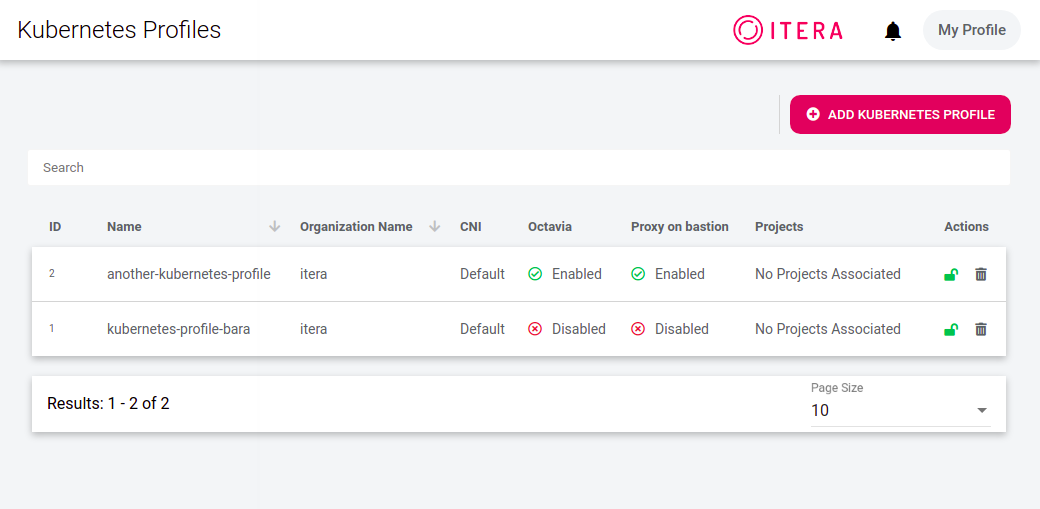 Kubernetes Profiles
ITERA
My Profile
ADD KUBERNETES PROFILE
Search
ID Name Organization Name CNI Octavia Proxy on bastion Projects Actions
2 another-kubernetes-profile itera Default Enabled Enabled No Projects Associated
1 kubernetes-profile-bara itera Default Disabled Disabled No Projects Associated
Page Size
Results: 1 - 2 of 2
10